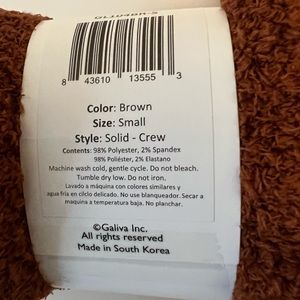 8 43610 13555 3
Color: Brown
Size: Small
Style: Solid - Crew
Contents: 98% Polyester, 2% Spandex
98% Poliéster, 2% Elastano
Machine wash cold, gentle cycle. Do not bleach.
Tumble dry low. Do not iron.
Lavado a máquina con colores similares y
agua fria en cilclo delicado. No use blanqueador. Secar a
maquina a temperatura baja. No planchar.
©Galiva Inc.
All rights reserved
Made in South Korea